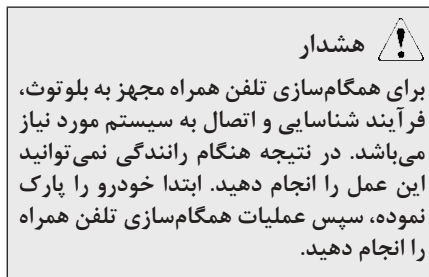 هشدار
برای همگام‌سازی تلفن همراه مجهز به بلوتوث،
فرآیند شناسایی و اتصال به سیستم مورد نیاز
می‌باشد. در نتیجه هنگام رانندگی نمی‌توانید
این عمل را انجام دهید. ابتدا خودرو را پارک
نموده، سپس عملیات همگام‌سازی تلفن همراه
را انجام دهید.